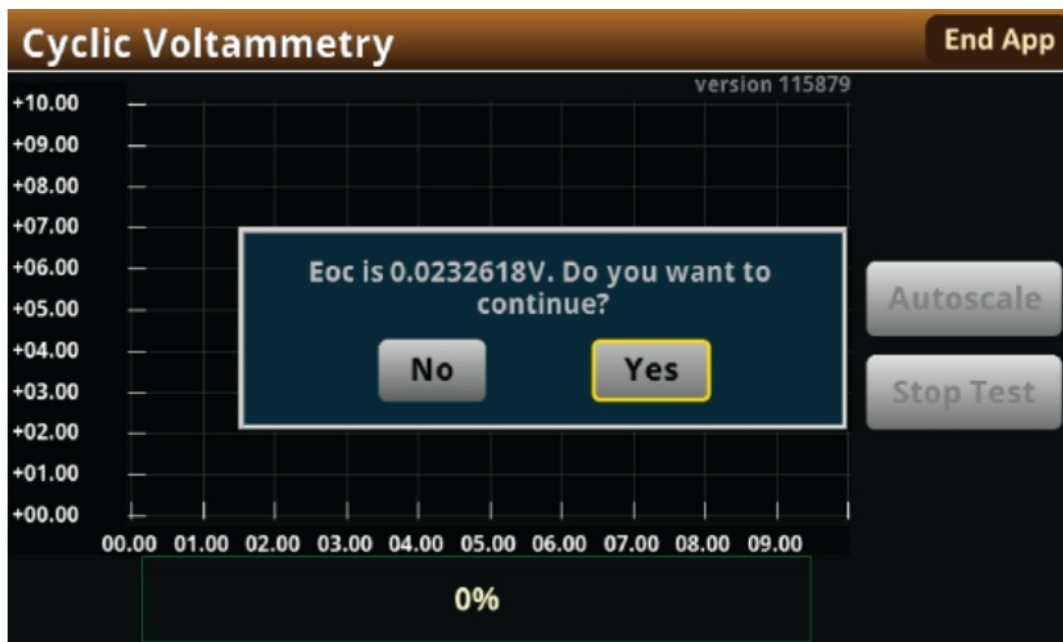 Cyclic Voltammetry
End App
version 115879
+10.00
+09.00
+08.00
+07.00
+06.00
+05.00
+04.00
+03.00
+02.00
+01.00
+00.00
Eoc is 0.0232618V. Do you want to
continue?
No Yes
Autoscale
Stop Test
00.00 01.00 02.00 03.00 04.00 05.00 06.00 07.00 08.00 09.00
0%